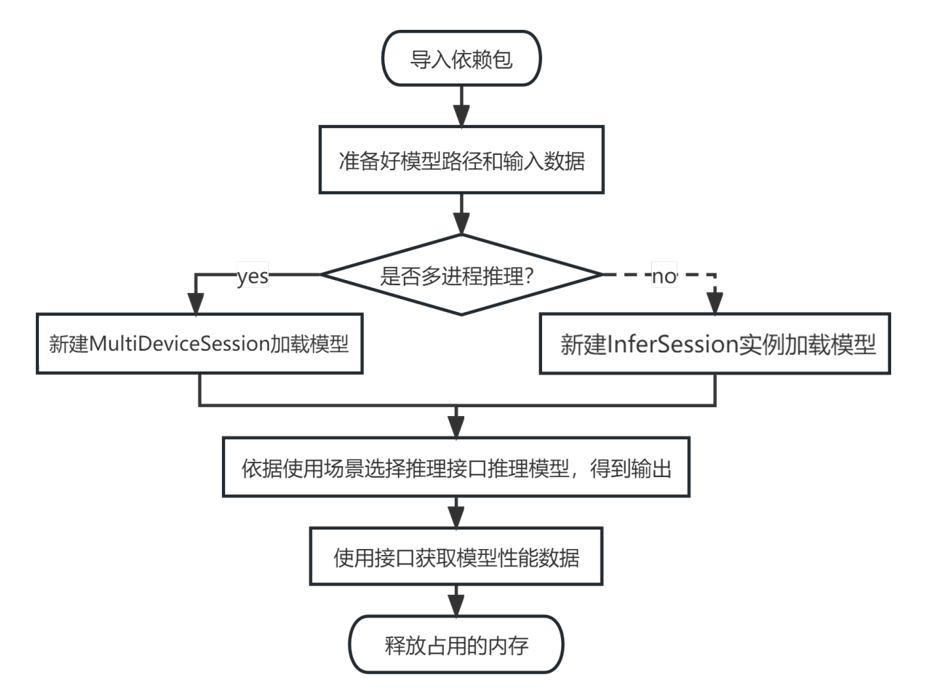 导入依赖包
准备好模型路径和输入数据
是否多进程推理?
yes
no
新建MultiDeviceSession加载模型
新建InferSession实例加载模型
依据使用场景选择推理接口推理模型，得到输出
使用接口获取模型性能数据
释放占用的内存